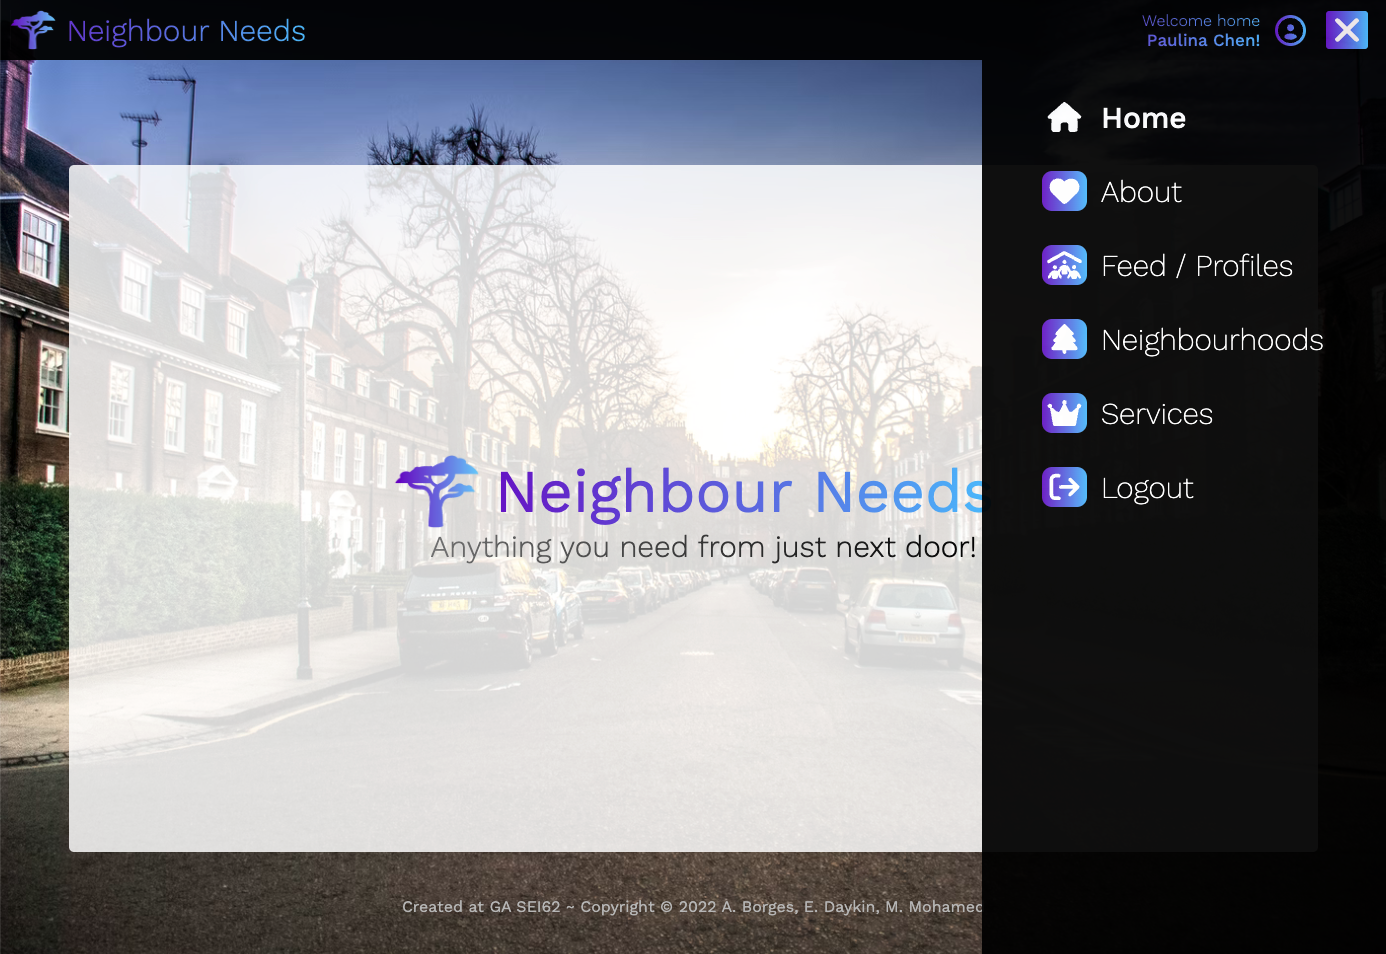 Neighbour Needs
Welcome home
Paulina Chen!
Home
About
Feed / Profiles
Neighbourhoods
Services
Logout
Neighbour Needs
Anything you need from just next door!
Created at GA SEI62 ~ Copyright © 2022 A. Borges, E. Daykin, M. Mohamed